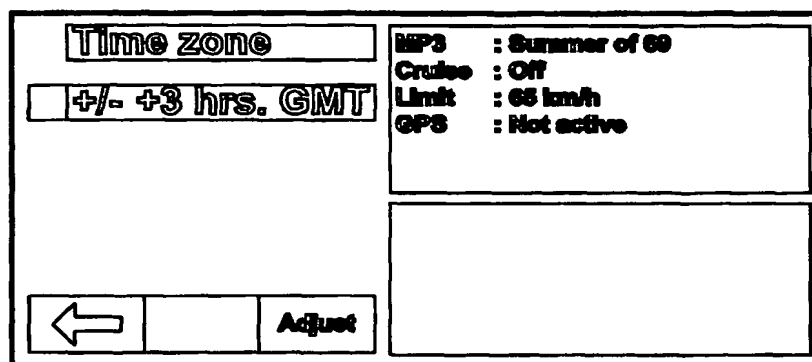 Time zone
+/- +3 hrs. GMT
Adjust
MP3 : Summer of 69
Cruise : Off
Limit : 65 km/h
GPS : Not active